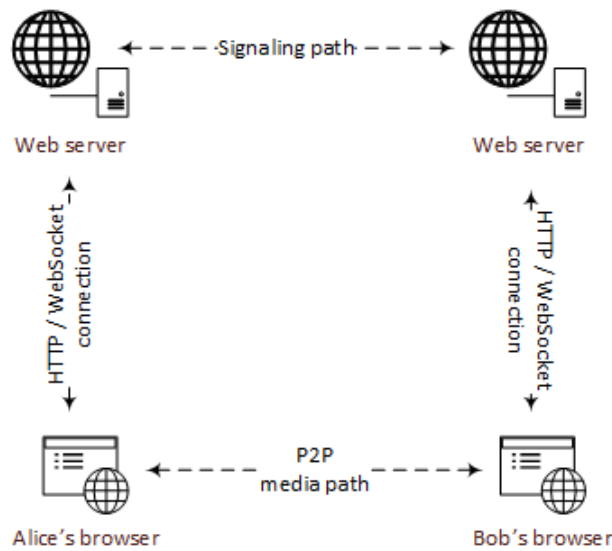 Signaling path
Web server
Web server
HTTP / WebSocket
connection
HTTP / WebSocket
connection
P2P
media path
Alice's browser
Bob's browser